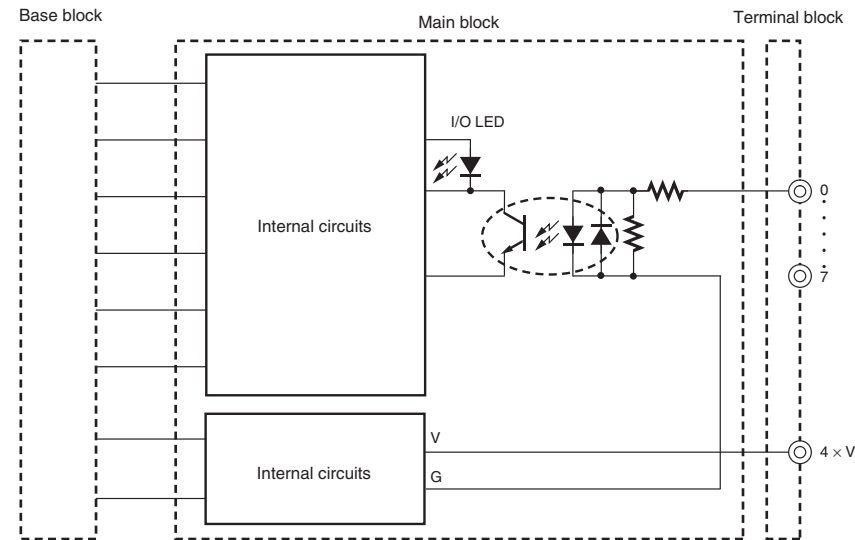 Base block
Main block
Terminal block
I/O LED
Internal circuits
0
7
Internal circuits
V
G
4 × V